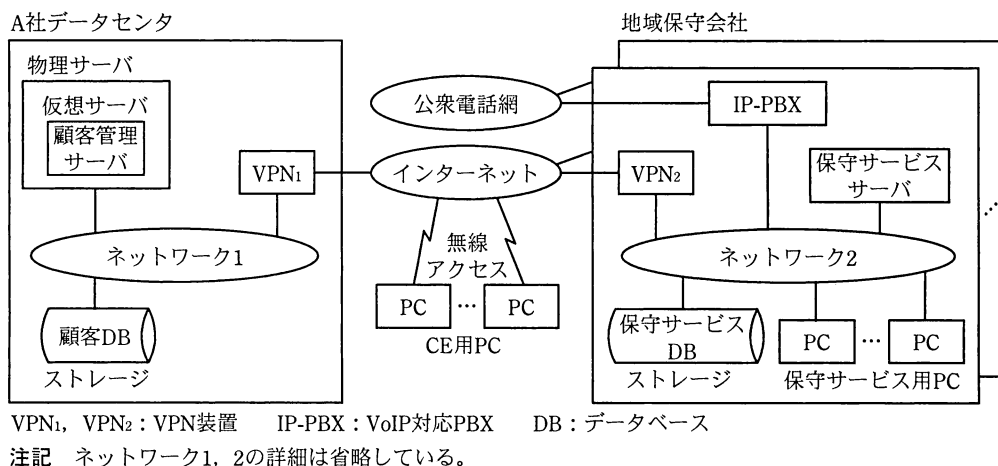 A社データセンタ
物理サーバ
仮想サーバ
顧客管理
サーバ
VPN1
ネットワーク1
顧客DB
ストレージ
公衆電話網
インターネット
無線
アクセス
PC … PC
CE用PC
地域保守会社
IP-PBX
VPN2
保守サービス
サーバ
…
ネットワーク2
保守サービス
DB
ストレージ
PC … PC
保守サービス用PC
VPN1，VPN2：VPN装置　IP-PBX：VoIP対応PBX　DB：データベース
注記　ネットワーク1，2の詳細は省略している。